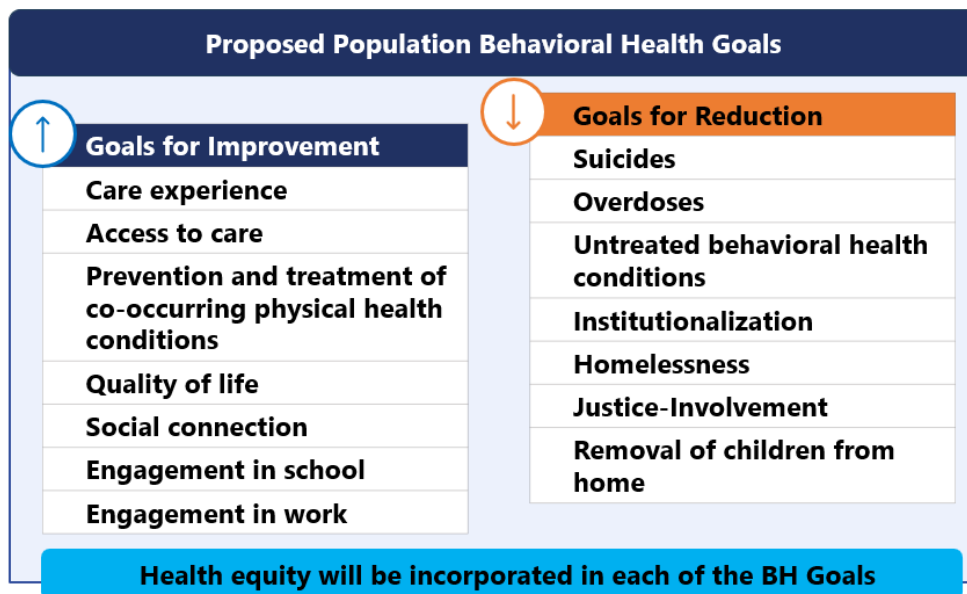 Proposed Population Behavioral Health Goals
Goals for Improvement
Care experience
Access to care
Prevention and treatment of
co-occurring physical health
conditions
Quality of life
Social connection
Engagement in school
Engagement in work
Goals for Reduction
Suicides
Overdoses
Untreated behavioral health
conditions
Institutionalization
Homelessness
Justice-Involvement
Removal of children from
home
Health equity will be incorporated in each of the BH Goals